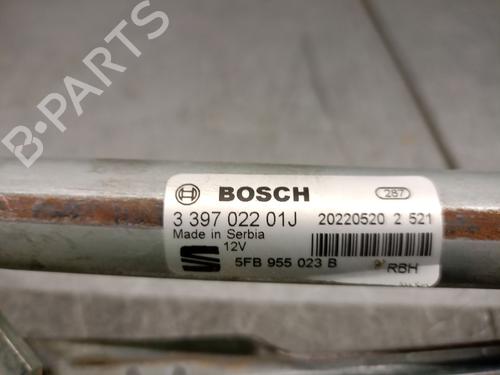 B-PARTS
BOSCH
287
3 397 022 01J
20220520 2 521
Made in Serbia
12V
5FB 955 023 B
RBH